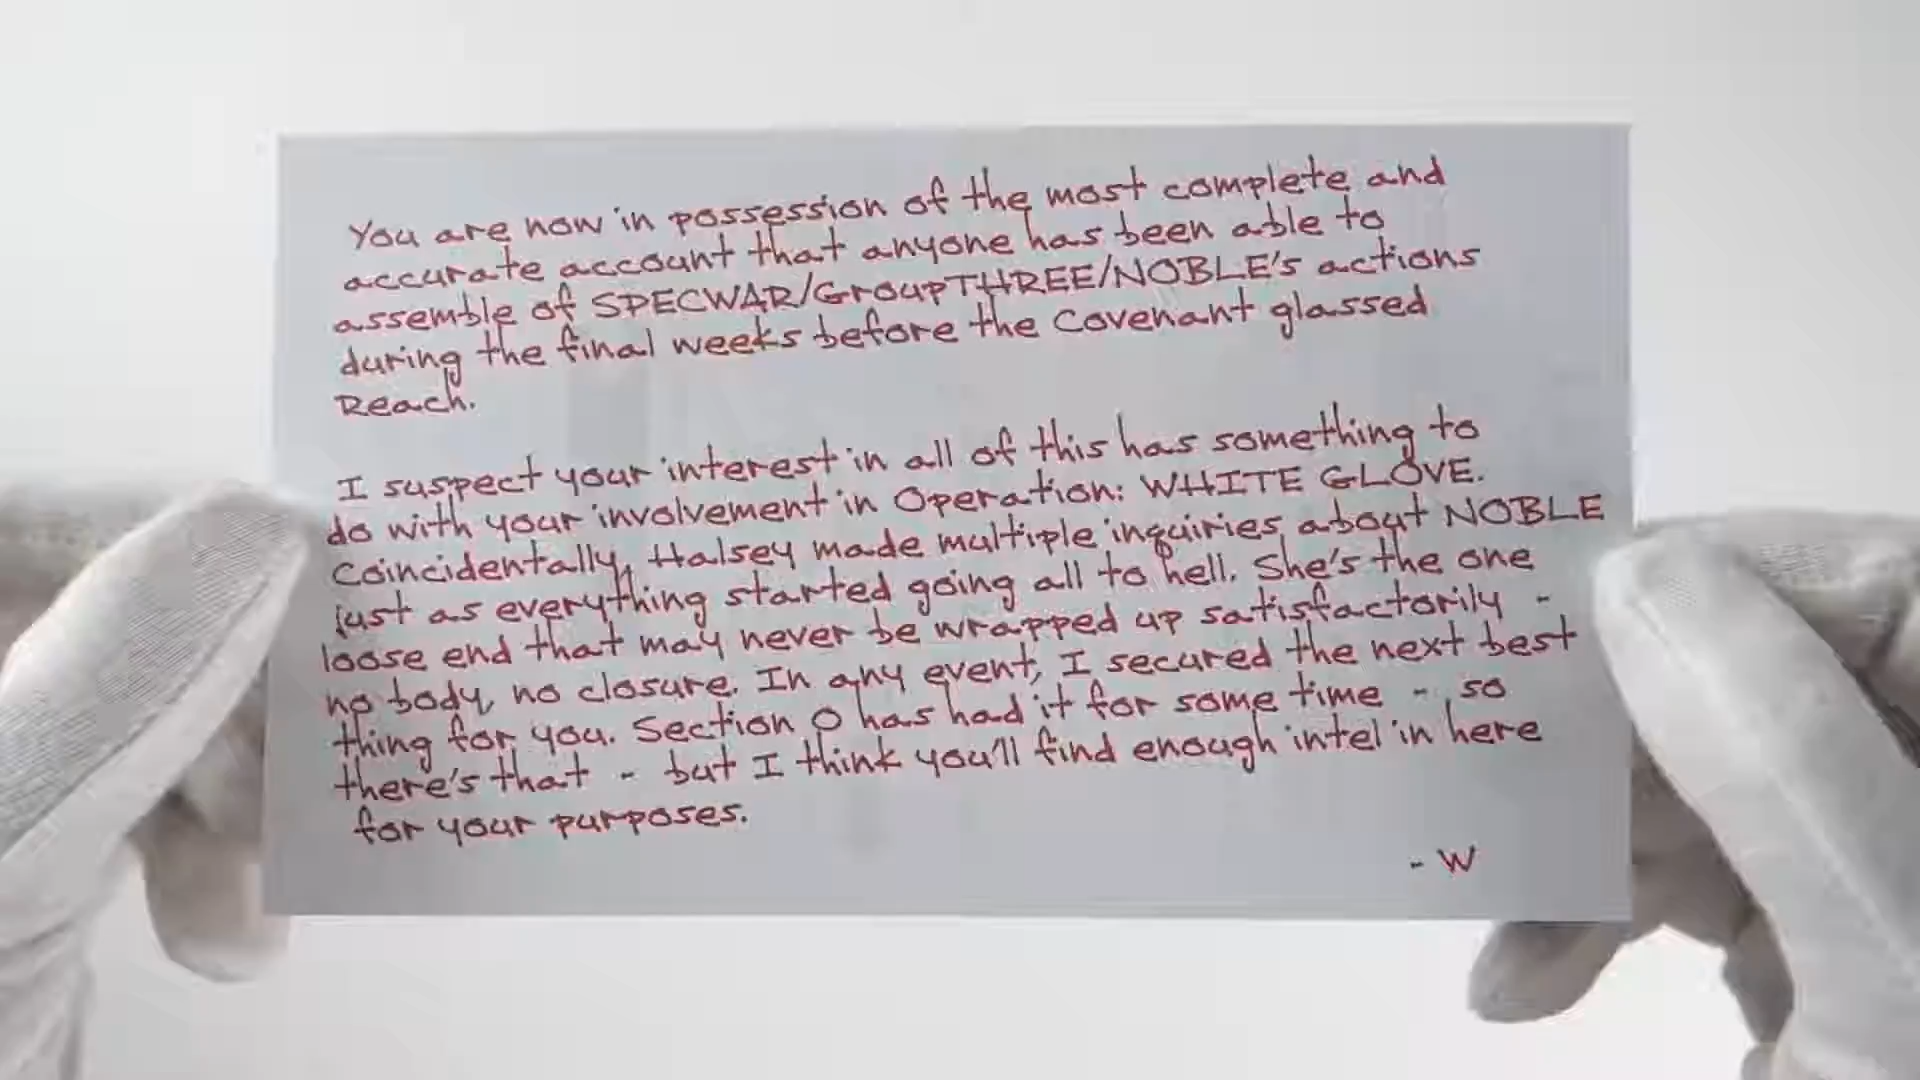 You are now in possession of the most complete and
accurate account that anyone has been able to
assemble of SPECWAR/GroupTHREE/NOBLE's actions
during the final weeks before the Covenant glassed
Reach.
I suspect your interest in all of this has something to
do with your involvement in Operation: WHITE GLOVE.
Coincidentally, Halsey made multiple inquiries about NOBLE
just as everything started going all to hell. She's the one
loose end that may never be wrapped up satisfactorily -
no body, no closure. In any event, I secured the next best
thing for you. Section 0 has had it for some time - so
there's that - but I think you'll find enough intel in here
for your purposes.
- W